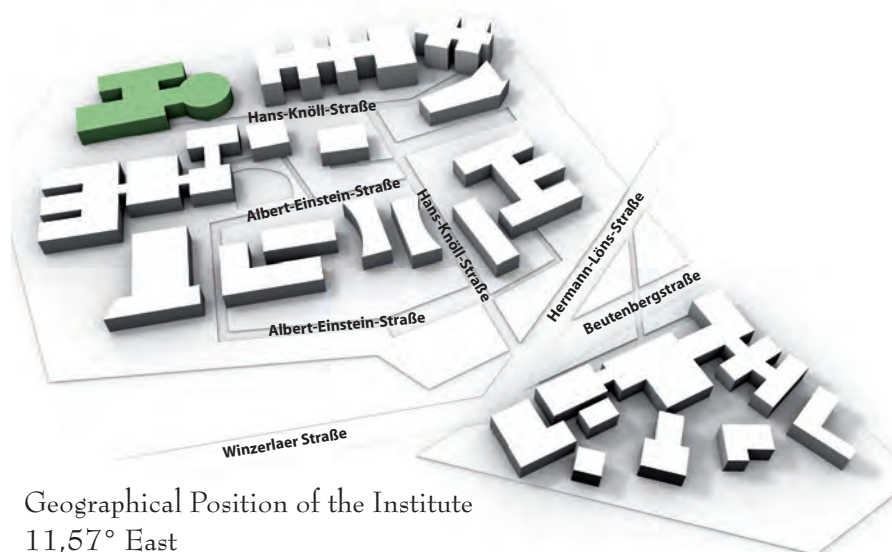 Hans-Knöll-Straße
Albert-Einstein-Straße
Hans-Knöll-Straße
Hermann-Löns-Straße
Beutenbergstraße
Albert-Einstein-Straße
Winzerlaer Straße
Geographical Position of the Institute
11,57° East